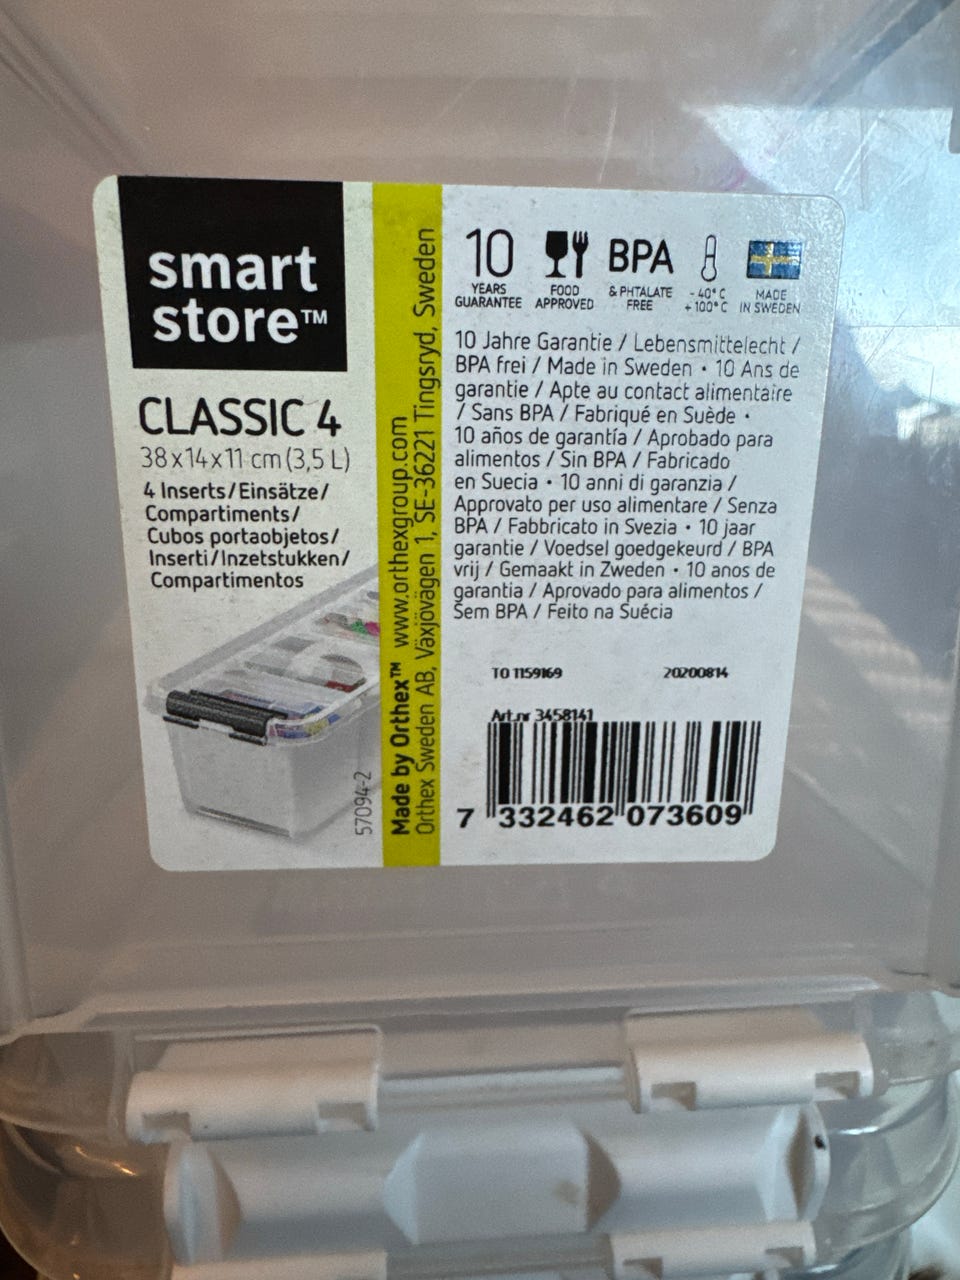 smart
store™
CLASSIC 4
38x14x11 cm (3,5 L)
4 Inserts/Einsätze/
Compartiments/
Cubos portaobjetos/
Inserti/Inzetstukken/
Compartimentos
57094-2
Made by Orthex™ www.orthexgroup.com
Orthex Sweden AB, Växjövägen 1, SE-36221 Tingsryd, Sweden
10
YEARS
GUARANTEE
FOOD
APPROVED
BPA
& PHTALATE
FREE
-40°C
+100°C
MADE
IN SWEDEN
10 Jahre Garantie / Lebensmittelecht /
BPA frei / Made in Sweden • 10 Ans de
garantie / Apte au contact alimentaire
/ Sans BPA / Fabriqué en Suède •
10 años de garantía / Aprobado para
alimentos / Sin BPA / Fabricado
en Suecia • 10 anni di garanzia /
Approvato per uso alimentare / Senza
BPA / Fabbricato in Svezia • 10 jaar
garantie / Voedsel goedgekeurd / BPA
vrij / Gemaakt in Zweden • 10 anos de
garantia / Aprovado para alimentos /
Sem BPA / Feito na Suécia
TO 1159169 20200814
Art.nr 3458141
7 332462 073609